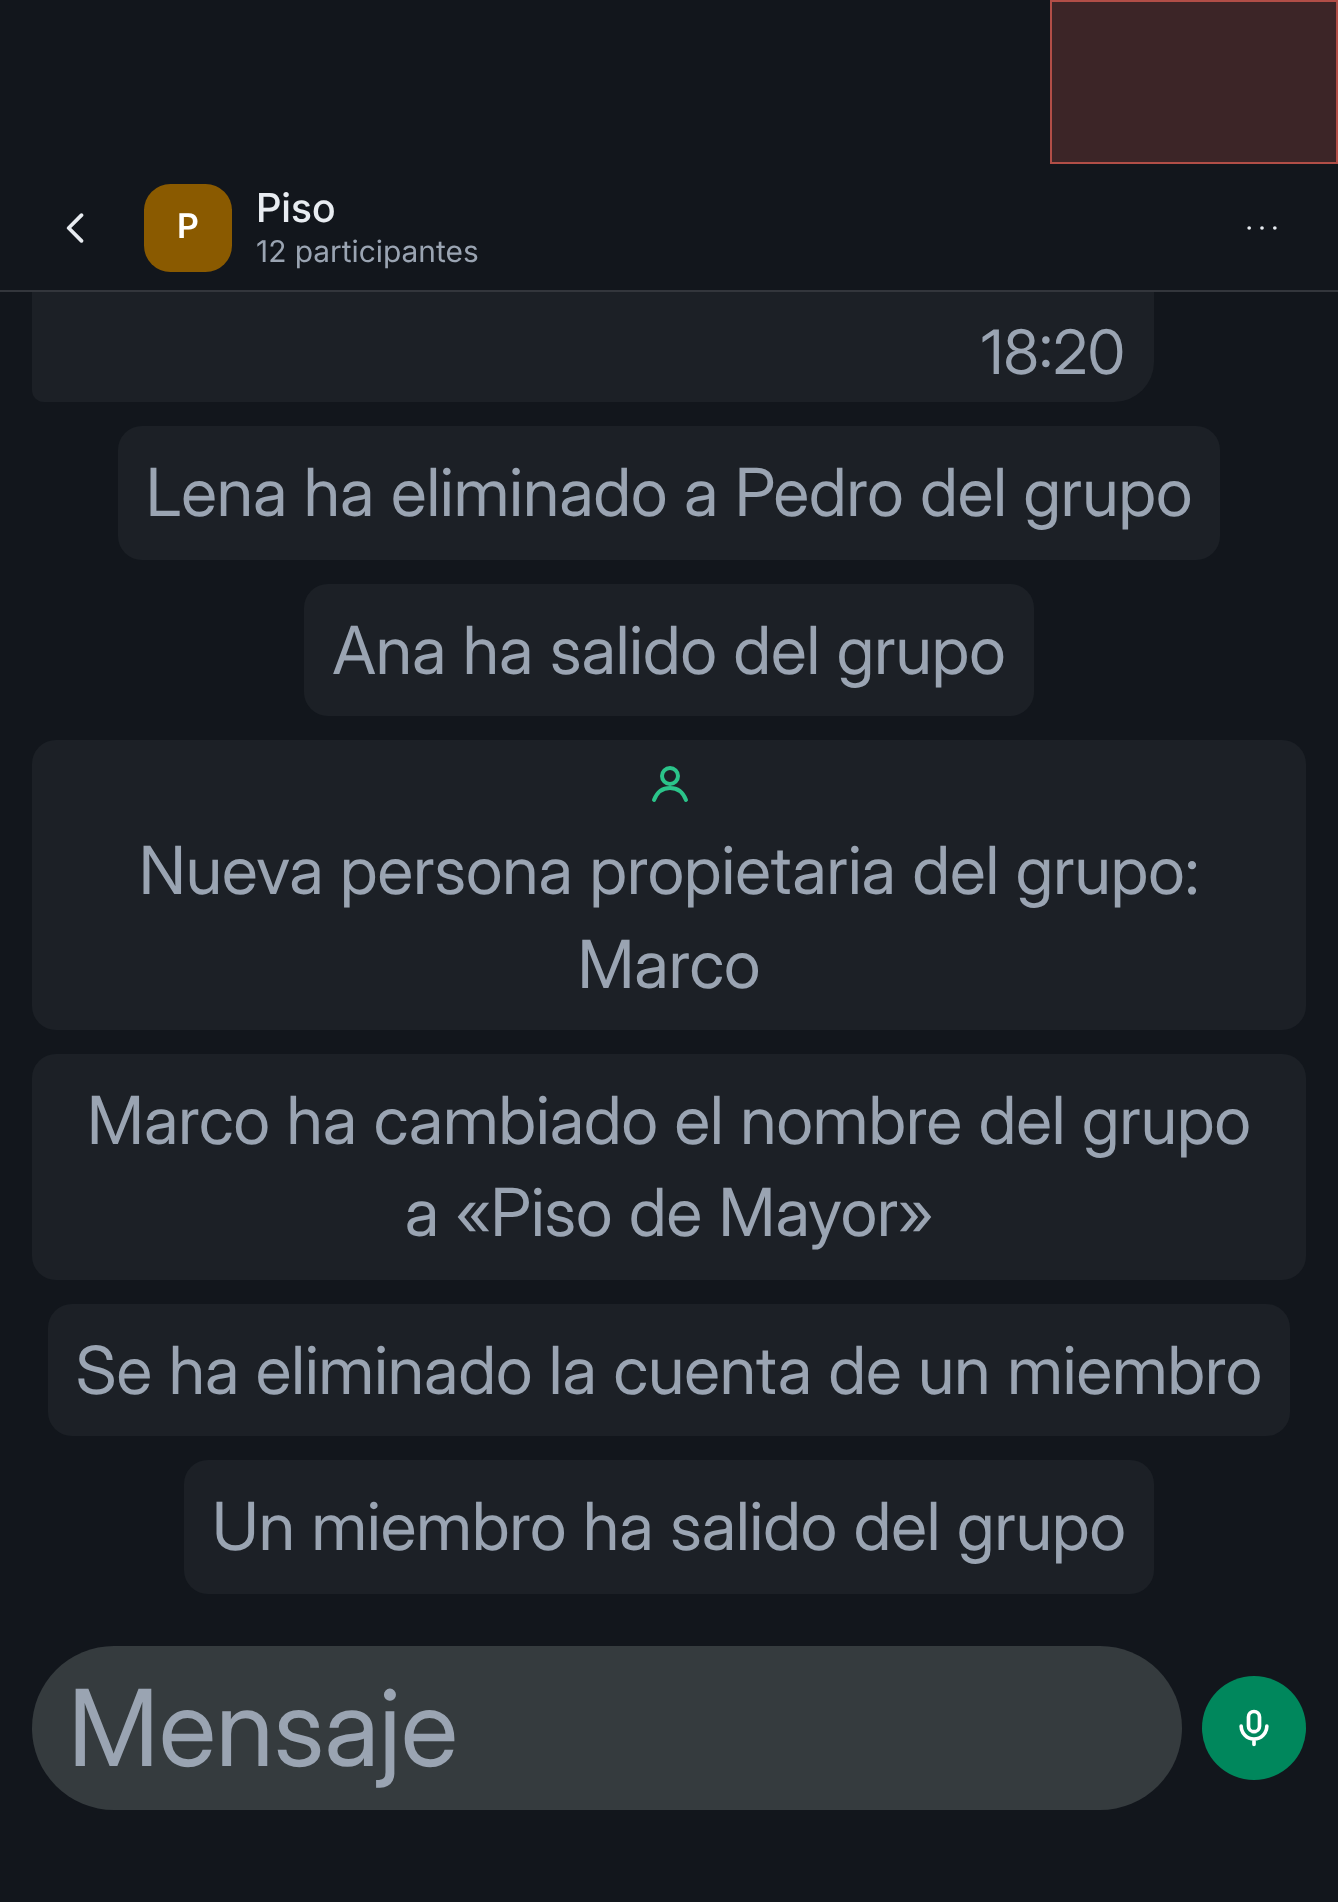 P
Piso
12 participantes
18:20
Lena ha eliminado a Pedro del grupo
Ana ha salido del grupo
Nueva persona propietaria del grupo:
Marco
Marco ha cambiado el nombre del grupo
a «Piso de Mayor»
Se ha eliminado la cuenta de un miembro
Un miembro ha salido del grupo
Mensaje